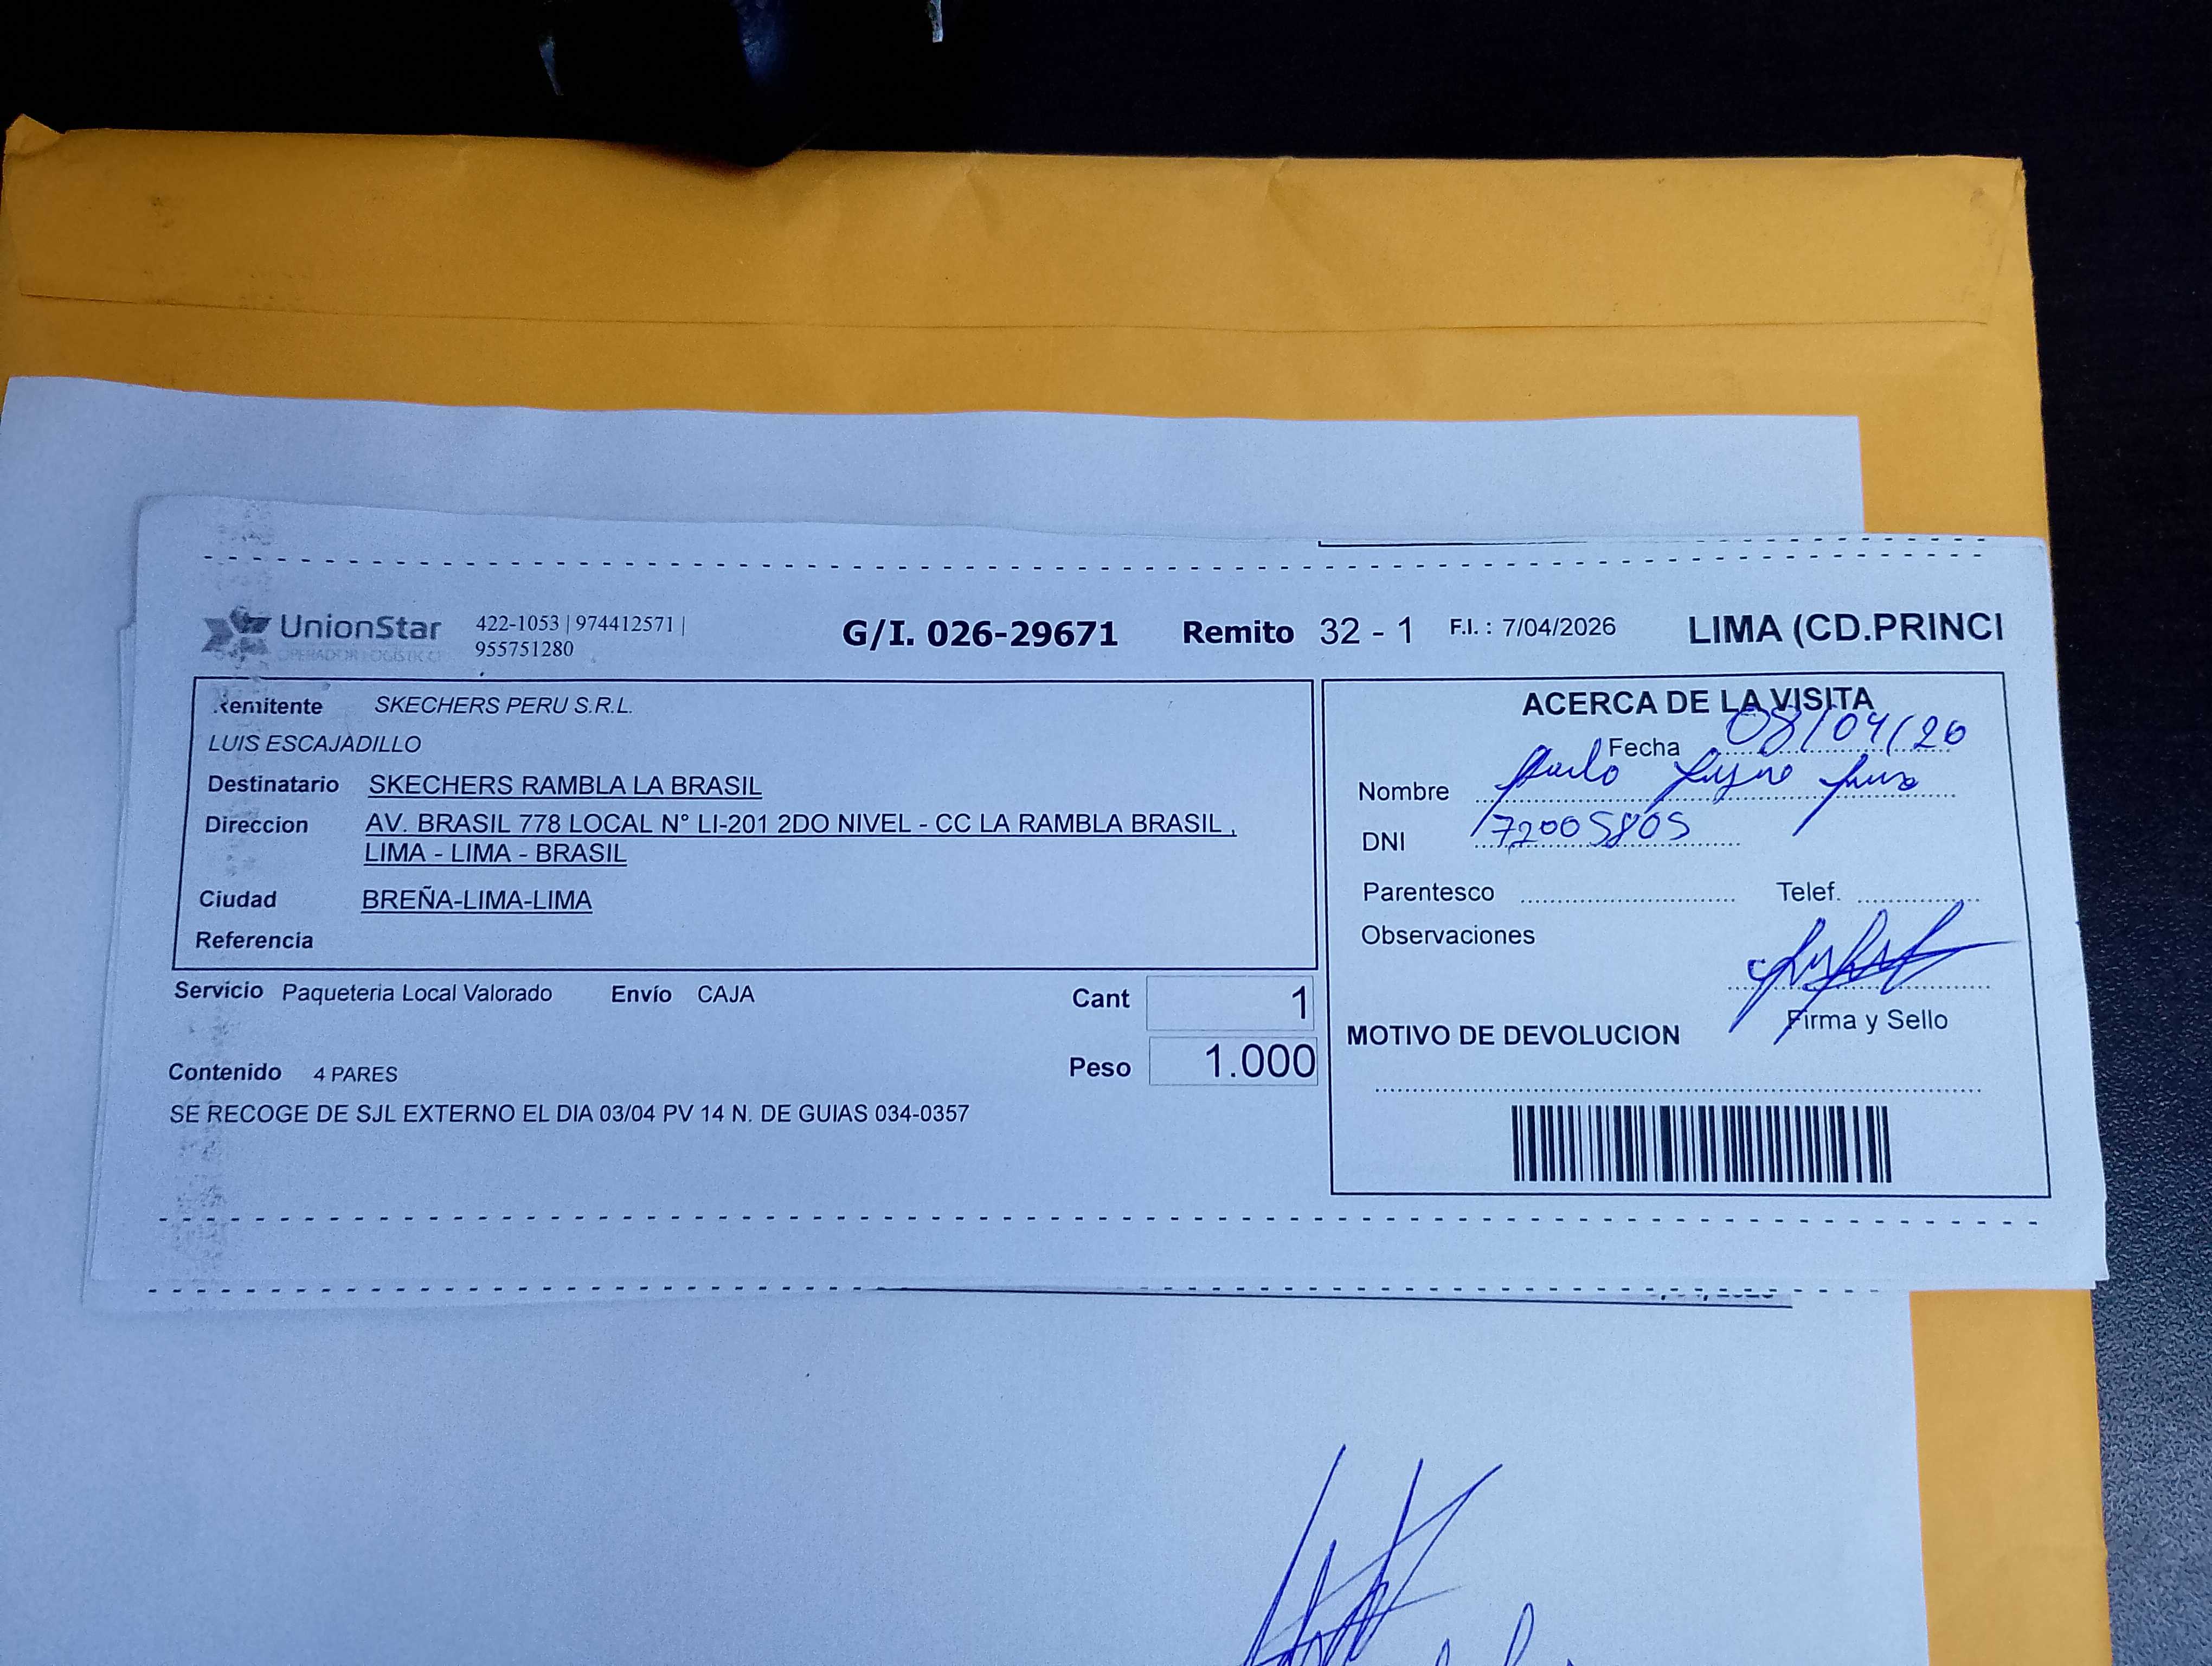 UnionStar
OPERADOR LOGISTICO
422-1053 | 974412571 |
955751280
G/I. 026-29671 Remito 32 - 1 F.I. : 7/04/2026 LIMA (CD.PRINCI
Remitente SKECHERS PERU S.R.L.
LUIS ESCAJADILLO
Destinatario SKECHERS RAMBLA LA BRASIL
Direccion AV. BRASIL 778 LOCAL N° LI-201 2DO NIVEL - CC LA RAMBLA BRASIL ,
LIMA - LIMA - BRASIL
Ciudad BREÑA-LIMA-LIMA
Referencia
Servicio Paqueteria Local Valorado Envío CAJA Cant 1
Peso 1.000
Contenido 4 PARES
SE RECOGE DE SJL EXTERNO EL DIA 03/04 PV 14 N. DE GUIAS 034-0357
ACERCA DE LA VISITA
Fecha 08/04/26
Nombre
DNI 72005805
Parentesco Telef.
Observaciones
Firma y Sello
MOTIVO DE DEVOLUCION